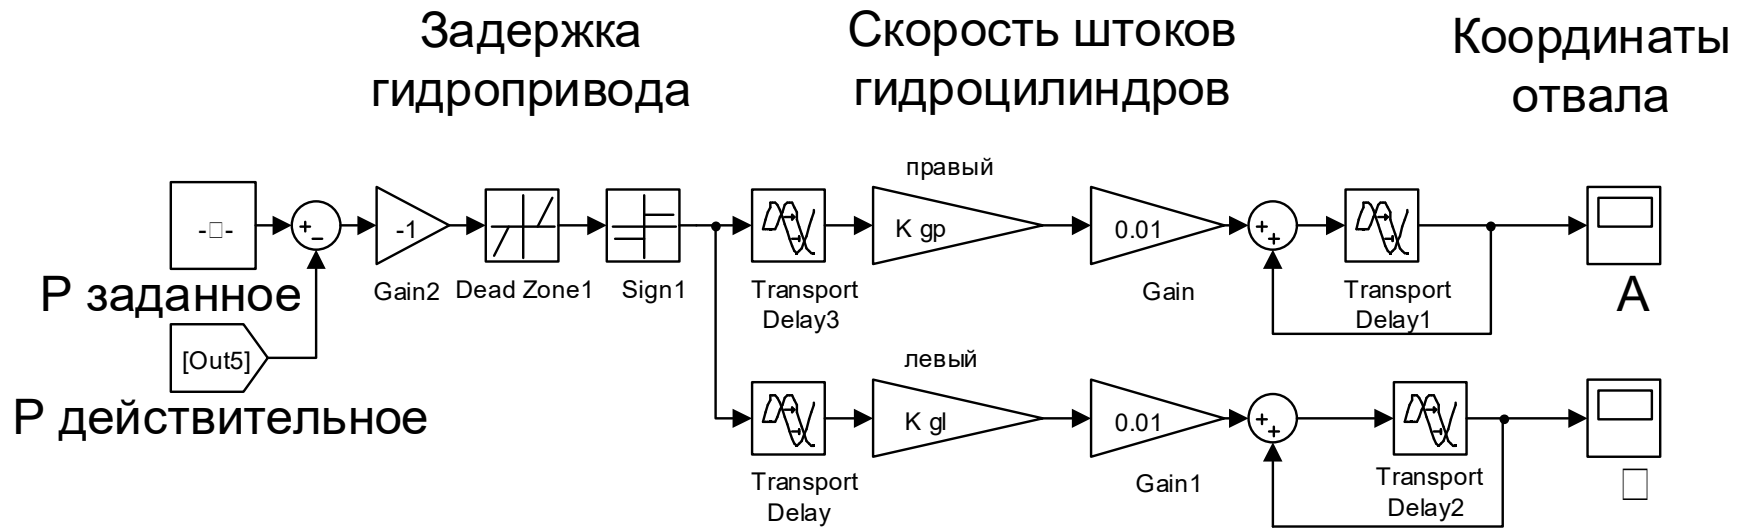 Задержка
гидропривода
Скорость штоков
гидроцилиндров
Координаты
отвала
правый
-□-
+
−
-1
K gp
0.01
+
+
P заданное
Gain2
Dead Zone1
Sign1
Transport
Delay3
Gain
Transport
Delay1
A
[Out5]
P действительное
левый
K gl
0.01
+
+
Transport
Delay
Gain1
Transport
Delay2
□